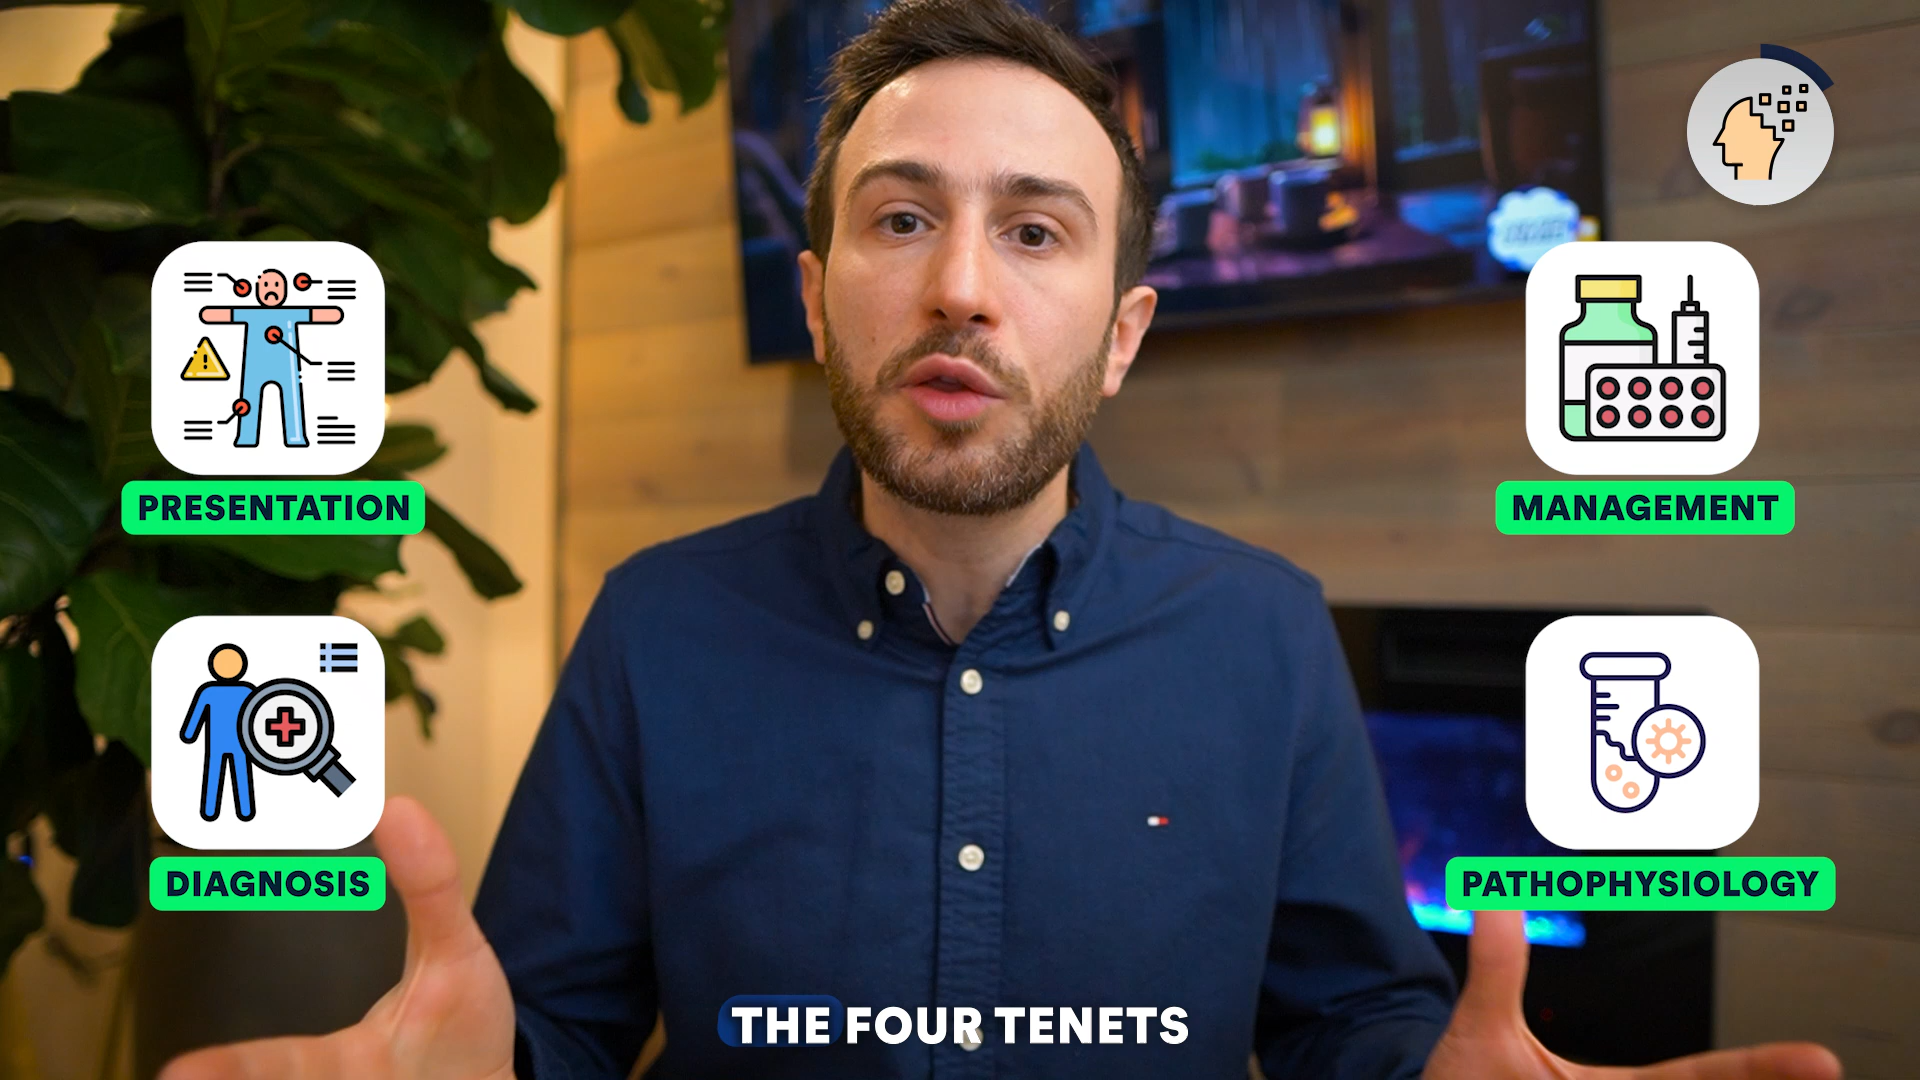 PRESENTATION
MANAGEMENT
DIAGNOSIS
PATHOPHYSIOLOGY
THE FOUR TENETS